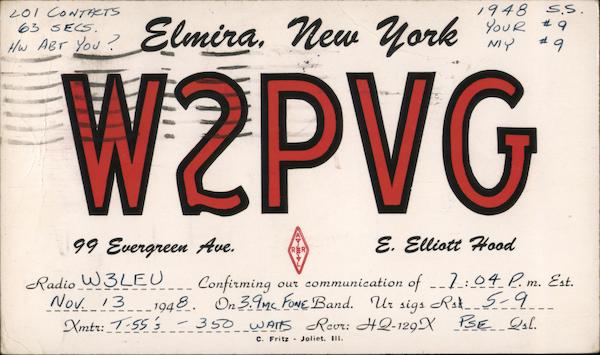 201 CONTACTS
63 SECS.
HW ABT YOU?
1948 S.S.
YOUR #9
MY #9
Elmira, New York
W2PVG
99 Evergreen Ave.
ARRL
E. Elliott Hood
Radio W3LEU Confirming our communication of 7:04 P. m. Est.
Nov. 13 1948. On 3.9mc FONE Band. Ur sigs Rst 5-9
Xmtr: T-55's - 350 WATTS Rcvr: HQ-129X PSE Qsl.
C. Fritz - Joliet, Ill.